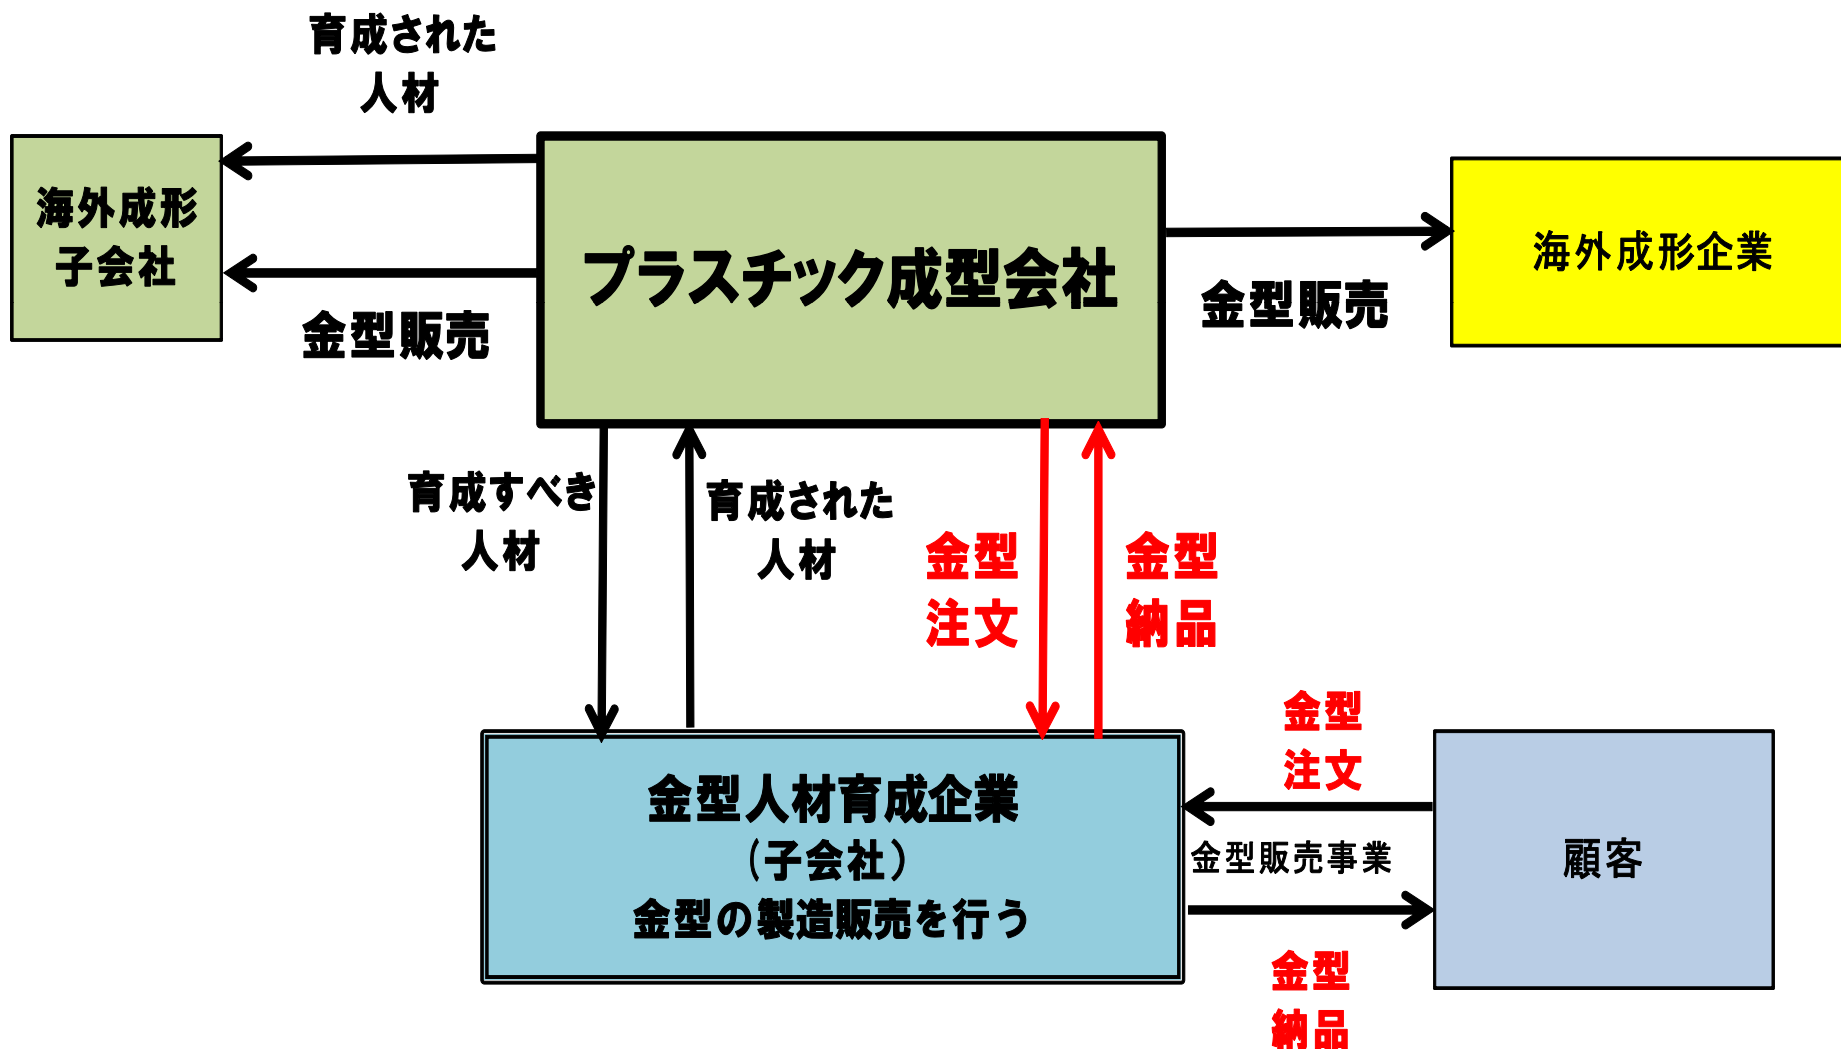 育成された
人材
海外成形
子会社
金型販売
プラスチック成型会社
金型販売
海外成形企業
育成すべき
人材
育成された
人材
金型
注文
金型
納品
金型人材育成企業
（子会社）
金型の製造販売を行う
金型
注文
金型販売事業
金型
納品
顧客